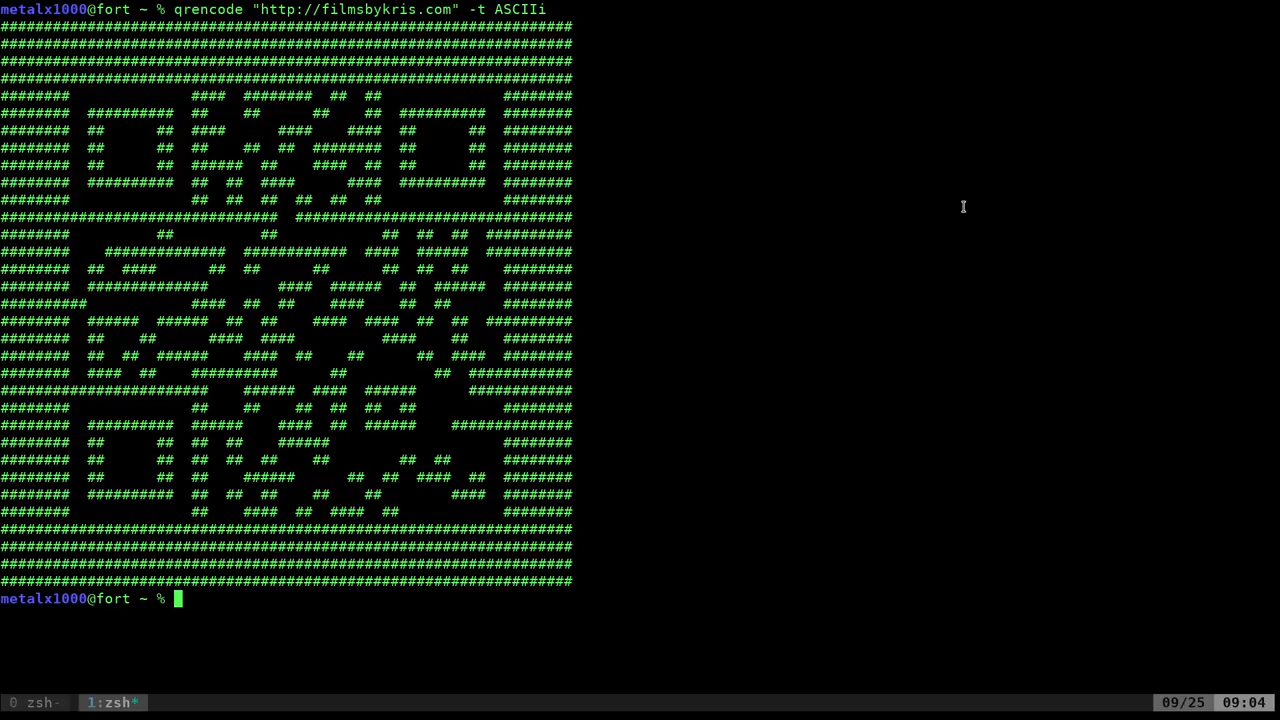 metalx1000@fort ~ % qrencode "http://filmsbykris.com" -t ASCIIi
metalx1000@fort ~ %
0 zsh- 1:zsh* 09/25 09:04